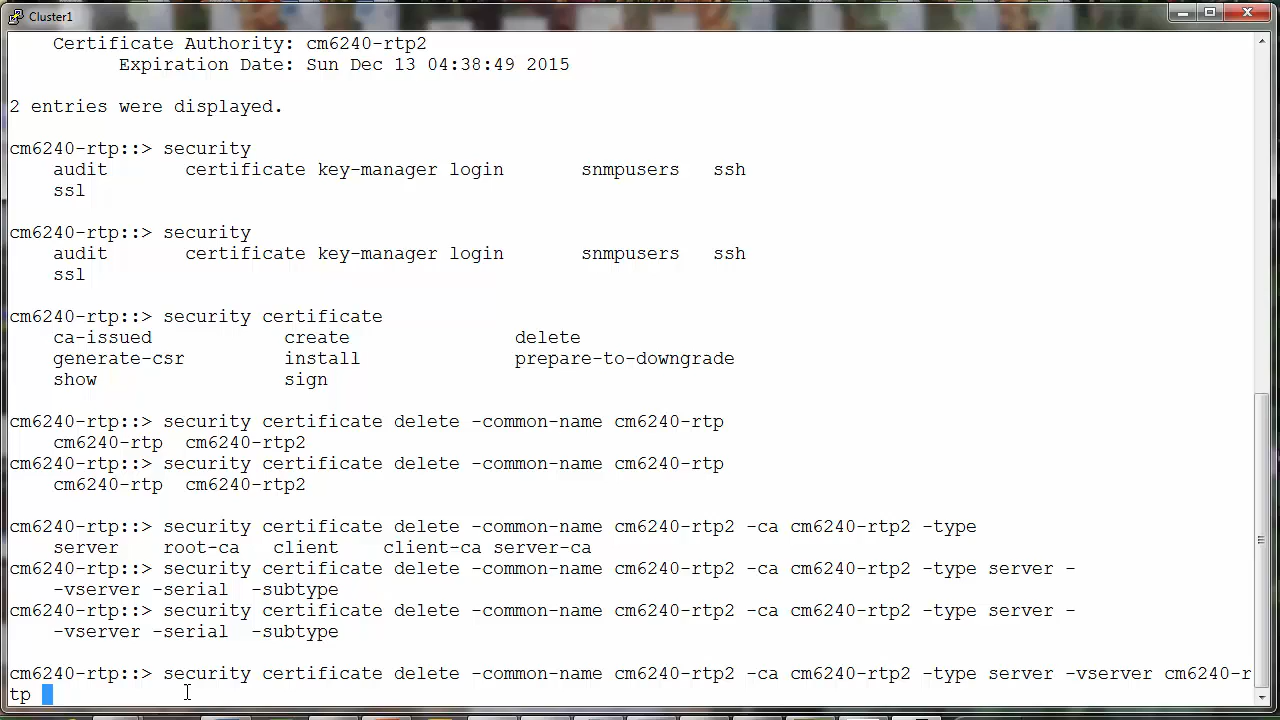 Cluster1
Certificate Authority: cm6240-rtp2
Expiration Date: Sun Dec 13 04:38:49 2015
2 entries were displayed.
cm6240-rtp::> security
audit certificate key-manager login snmpusers ssh
ssl
cm6240-rtp::> security
audit certificate key-manager login snmpusers ssh
ssl
cm6240-rtp::> security certificate
ca-issued create delete
generate-csr install prepare-to-downgrade
show sign
cm6240-rtp::> security certificate delete -common-name cm6240-rtp
cm6240-rtp cm6240-rtp2
cm6240-rtp::> security certificate delete -common-name cm6240-rtp
cm6240-rtp cm6240-rtp2
cm6240-rtp::> security certificate delete -common-name cm6240-rtp2 -ca cm6240-rtp2 -type
server root-ca client client-ca server-ca
cm6240-rtp::> security certificate delete -common-name cm6240-rtp2 -ca cm6240-rtp2 -type server -
-vserver -serial -subtype
cm6240-rtp::> security certificate delete -common-name cm6240-rtp2 -ca cm6240-rtp2 -type server -
-vserver -serial -subtype
cm6240-rtp::> security certificate delete -common-name cm6240-rtp2 -ca cm6240-rtp2 -type server -vserver cm6240-r
tp